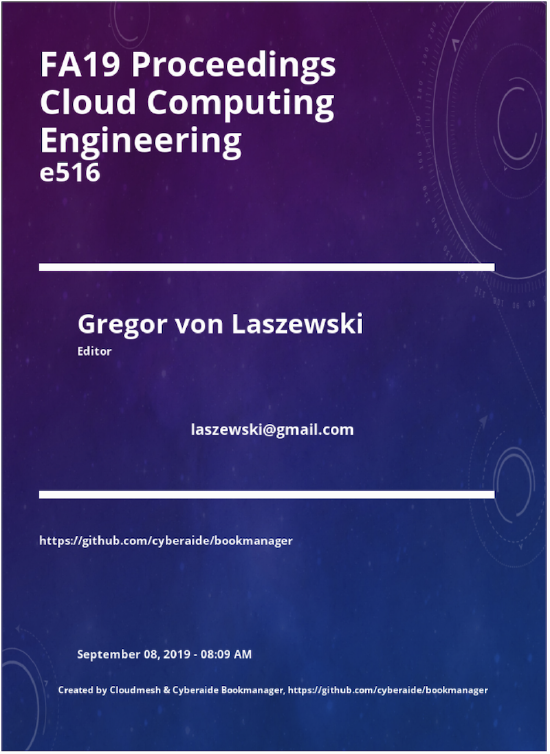 FA19 Proceedings
Cloud Computing
Engineering
e516
Gregor von Laszewski
Editor
laszewski@gmail.com
https://github.com/cyberaide/bookmanager
September 08, 2019 - 08:09 AM
Created by Cloudmesh & Cyberaide Bookmanager, https://github.com/cyberaide/bookmanager